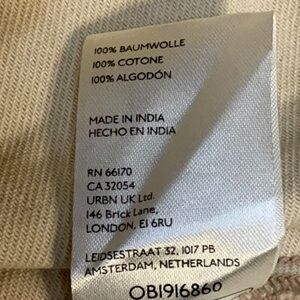 100% BAUMWOLLE
100% COTONE
100% ALGODÓN
MADE IN INDIA
HECHO EN INDIA
RN 66170
CA 32054
URBN UK Ltd.
146 Brick Lane,
LONDON, E1 6RU
LEIDSESTRAAT 32, 1017 PB
AMSTERDAM, NETHERLANDS
OB1916860